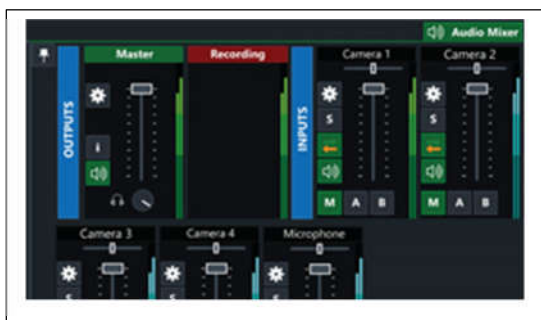 Audio Mixer
OUTPUTS
Master
Recording
INPUTS
Camera 1
Camera 2
S
S
i
M A B
M A B
Camera 3
Camera 4
Microphone
S
S
S